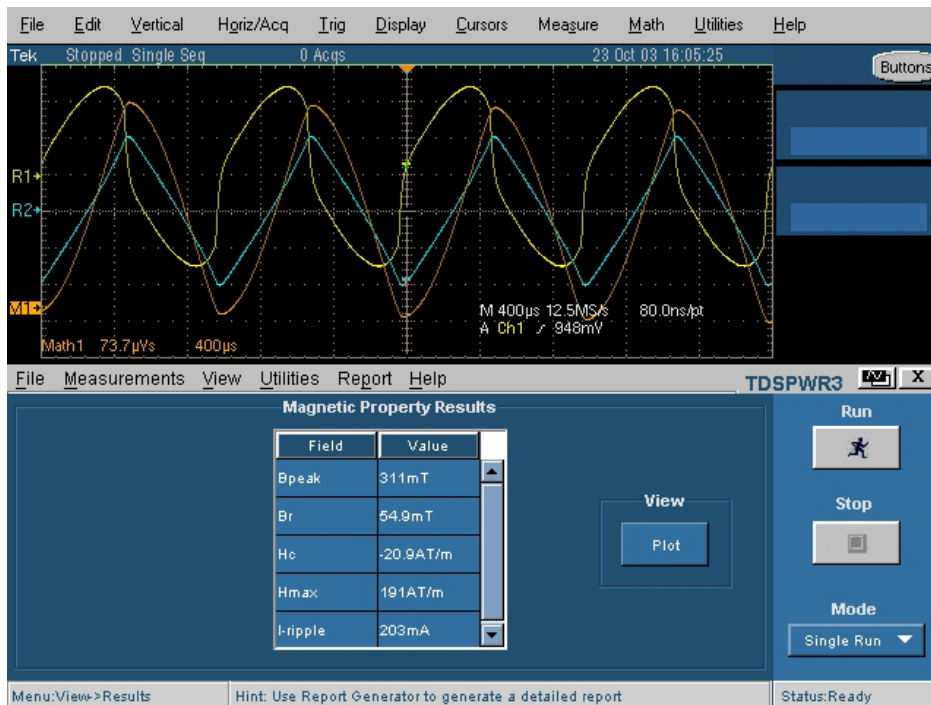 File Edit Vertical Horiz/Acq Trig Display Cursors Measure Math Utilities Help
Tek Stopped Single Seq 0 Acqs 23 Oct 03 16:05:25
Buttons
R1
R2
M1
M 400µs 12.5MS/s 80.0ns/pt
A Ch1 948mV
Math1 73.7µVs 400µs
File Measurements View Utilities Report Help
TDSPWR3
X
Magnetic Property Results
Field Value
Bpeak 311mT
Br 54.9mT
Hc -20.9AT/m
Hmax 191AT/m
I-ripple 203mA
View
Plot
Run
Stop
Mode
Single Run
Menu:View->Results
Hint: Use Report Generator to generate a detailed report
Status:Ready